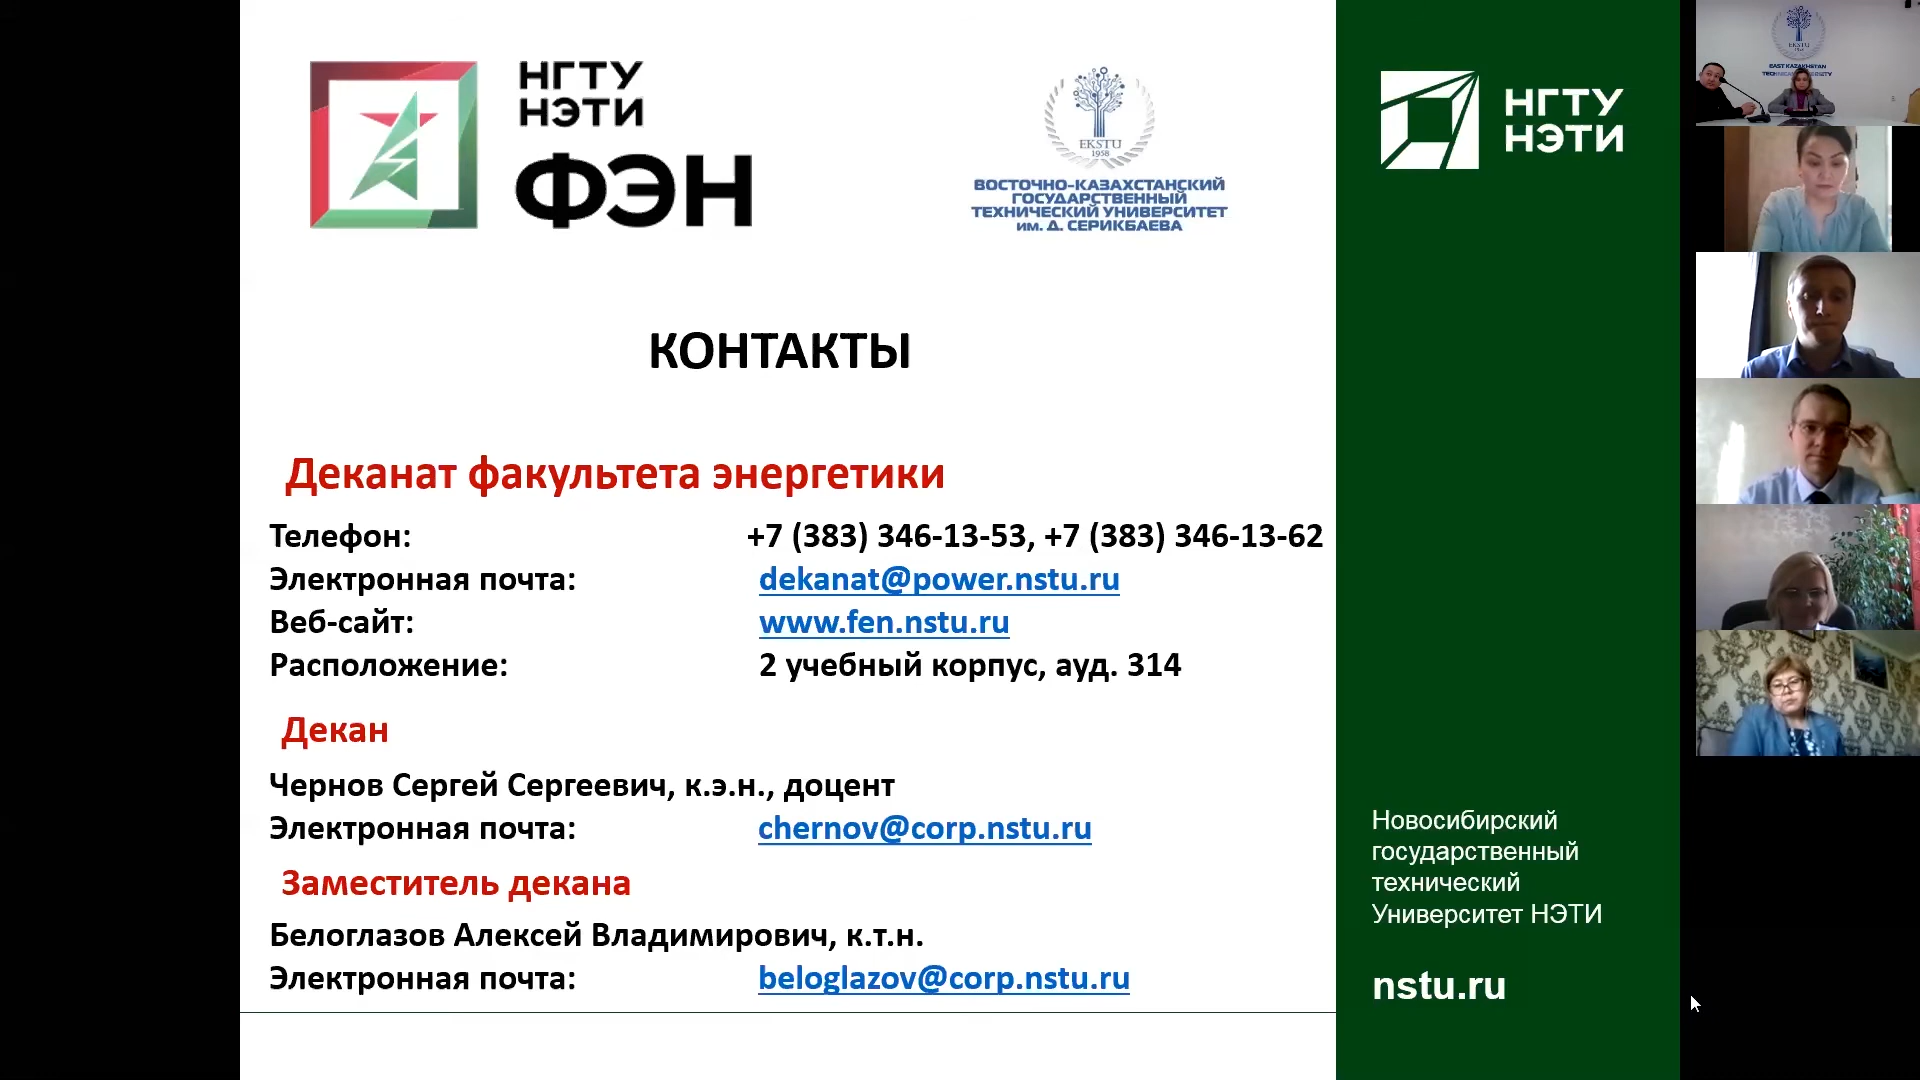 НГТУ
НЭТИ
ФЭН
EKSTU
1958
ВОСТОЧНО-КАЗАХСТАНСКИЙ
ГОСУДАРСТВЕННЫЙ
ТЕХНИЧЕСКИЙ УНИВЕРСИТЕТ
ИМ. Д. СЕРИКБАЕВА
НГТУ
НЭТИ
КОНТАКТЫ
Деканат факультета энергетики
Телефон: +7 (383) 346-13-53, +7 (383) 346-13-62
Электронная почта: dekanat@power.nstu.ru
Веб-сайт: www.fen.nstu.ru
Расположение: 2 учебный корпус, ауд. 314
Декан
Чернов Сергей Сергеевич, к.э.н., доцент
Электронная почта: chernov@corp.nstu.ru
Заместитель декана
Белоглазов Алексей Владимирович, к.т.н.
Электронная почта: beloglazov@corp.nstu.ru
Новосибирский
государственный
технический
Университет НЭТИ
nstu.ru
EKSTU
EAST KAZAKHSTAN